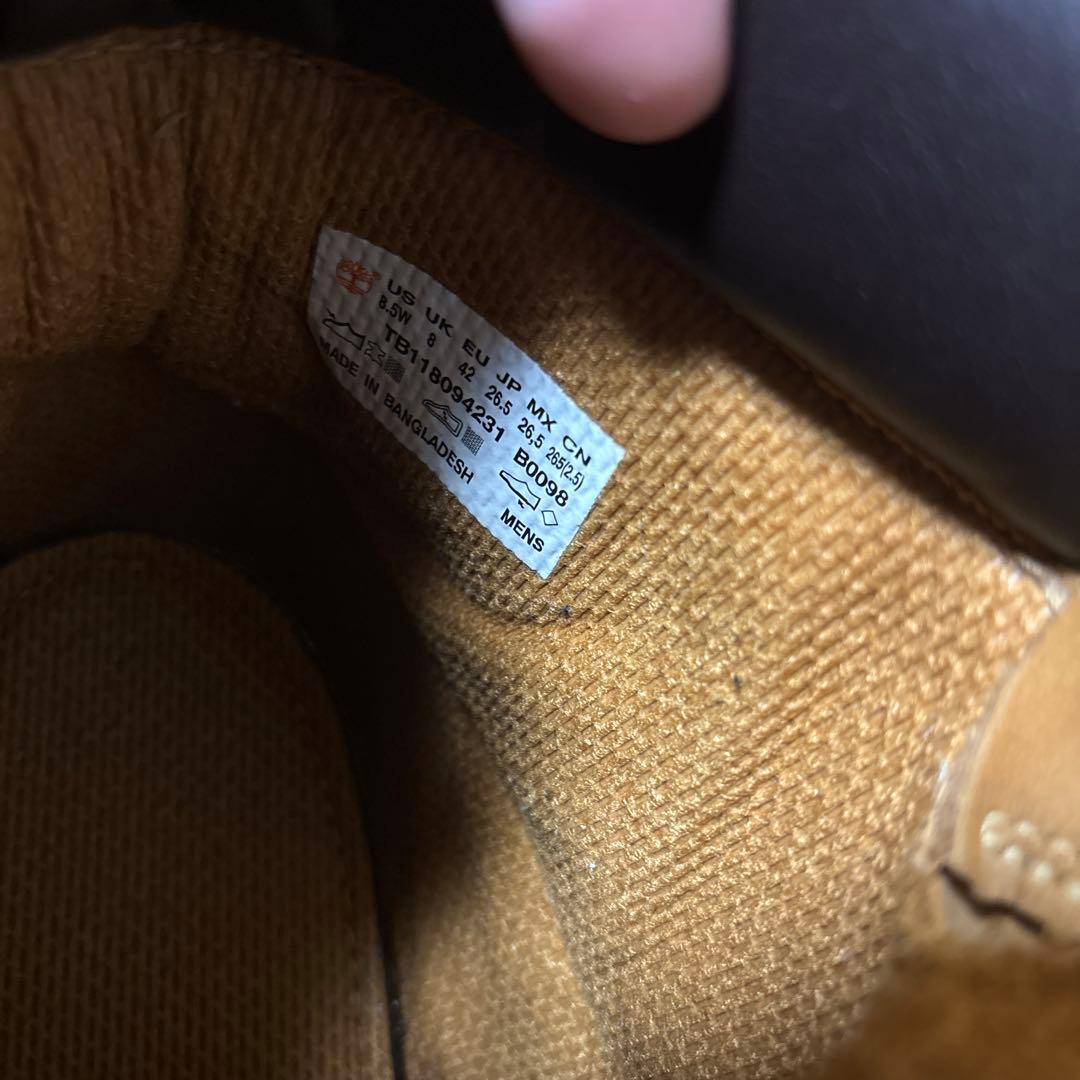 US UK EU JP MX CN
8.5W 8 42 26.5 26,5 265(2.5)
TB118094231 B0098
MADE IN BANGLADESH MENS